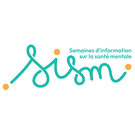 Semaines d'information
sur la santé mentale
sism